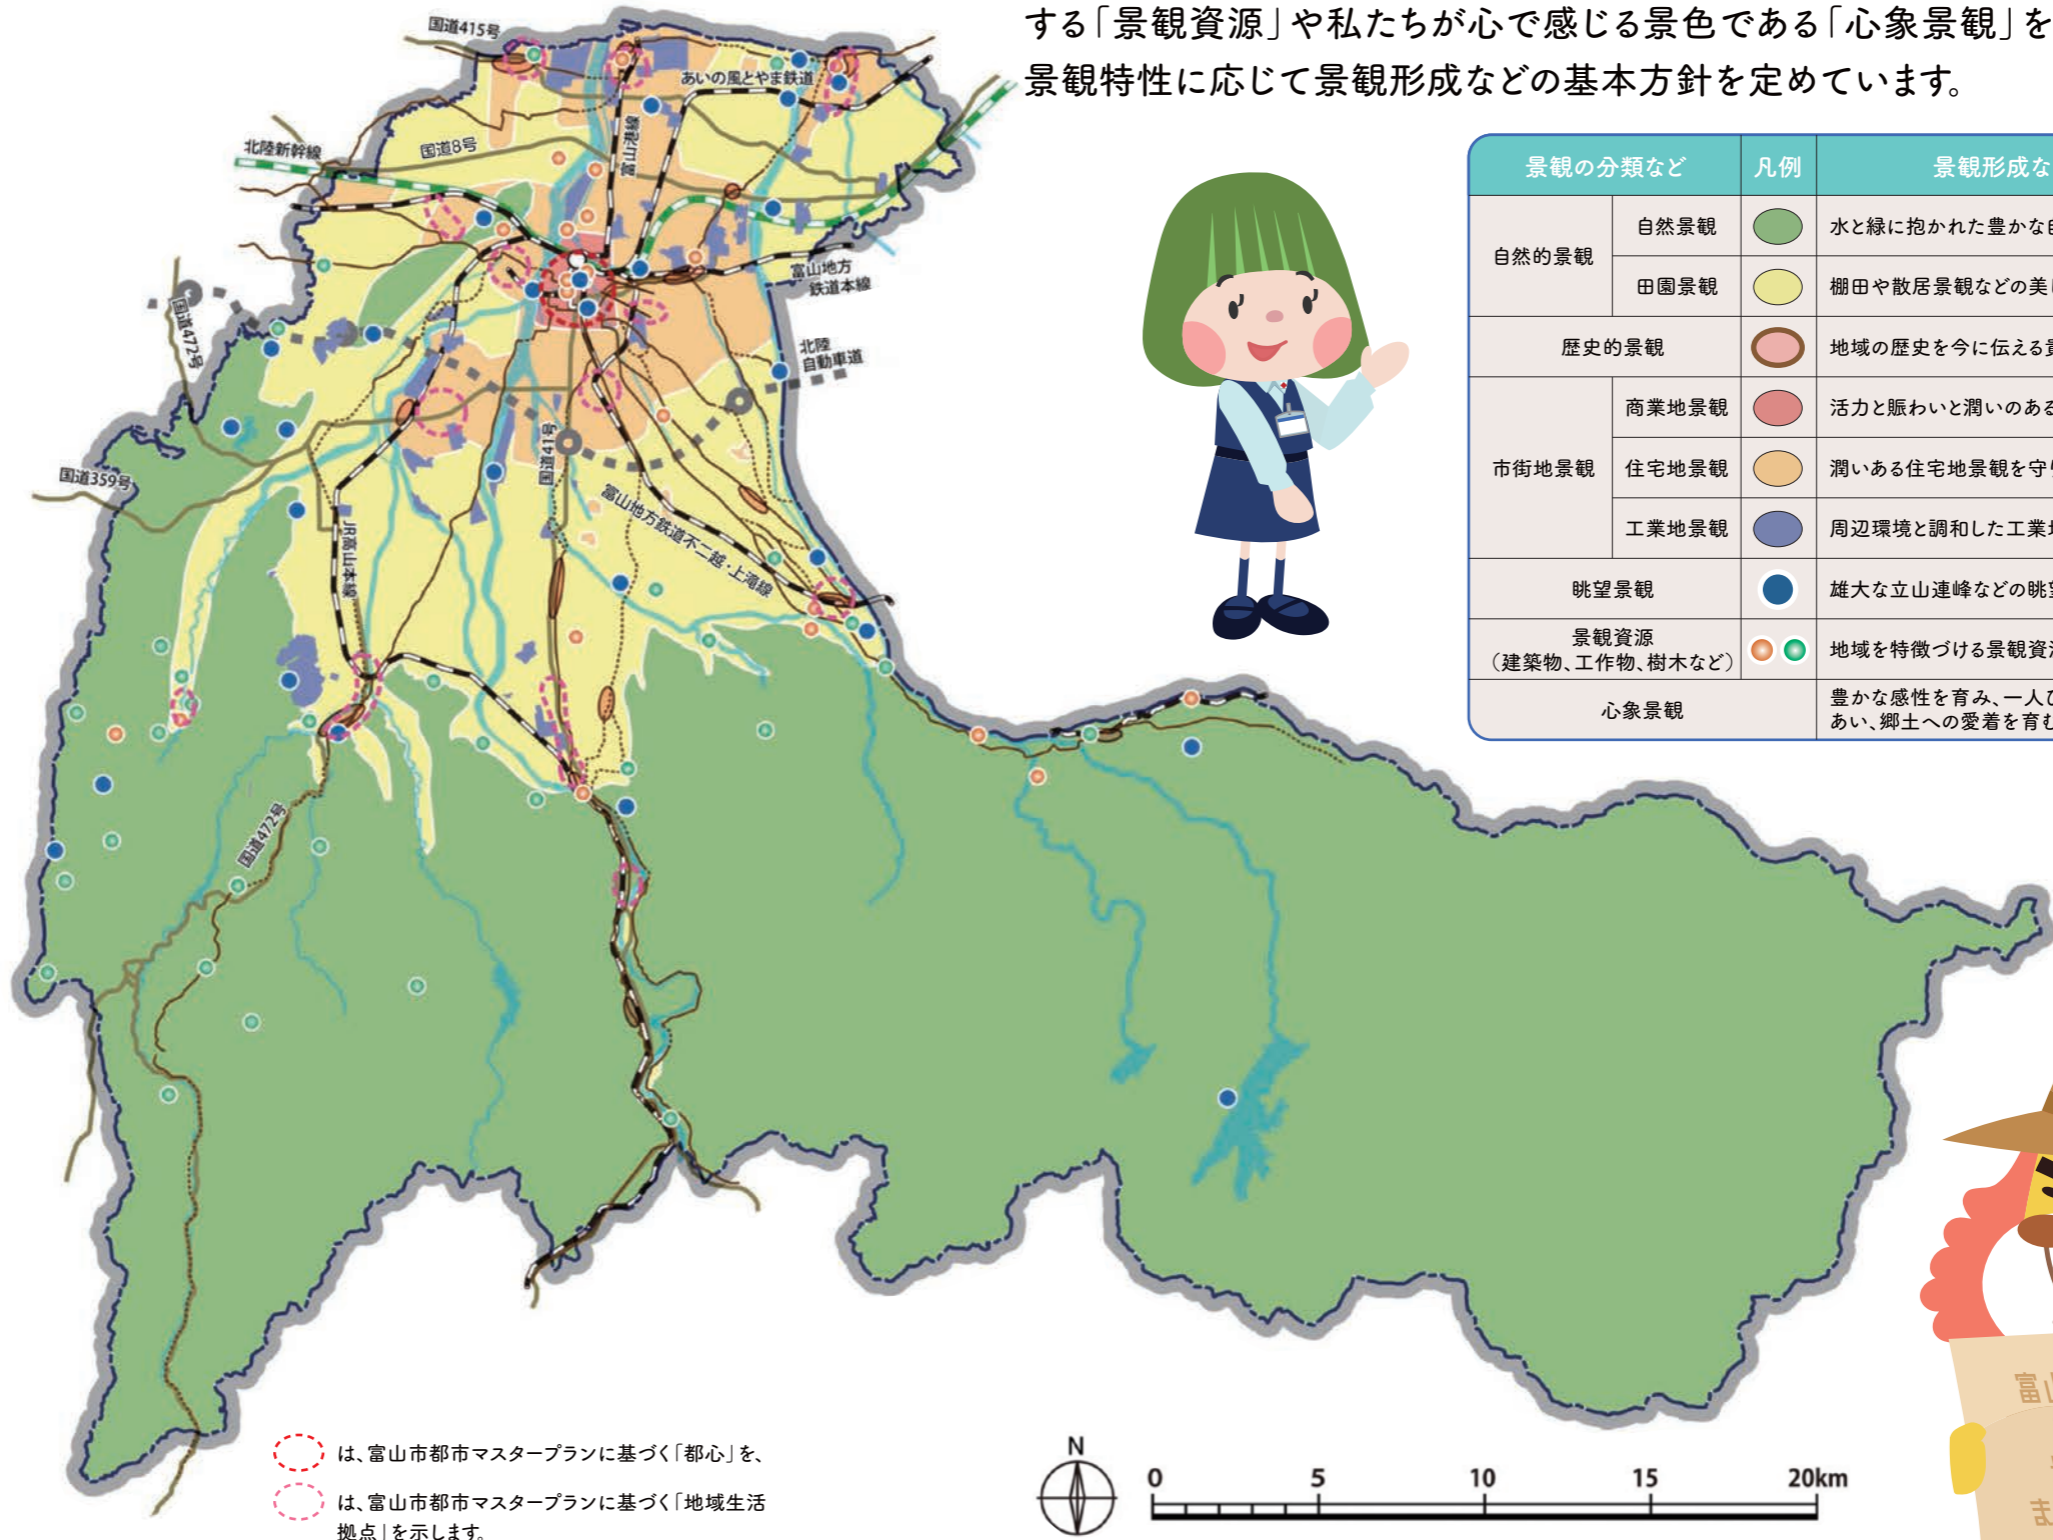 する「景観資源」や私たちが心で感じる景色である「心象景観」を
景観特性に応じて景観形成などの基本方針を定めています。
国道415号
あいの風とやま鉄道
北陸新幹線
国道8号
富山港線
富山地方
鉄道本線
国道472号
北陸
自動車道
国道359号
国道41号
JR高山本線
富山地方鉄道不二越・上滝線
国道472号
景観の分類など 凡例 景観形成な
自然的景観 自然景観 水と緑に抱かれた豊かな
田園景観 棚田や散居景観などの美
歴史的景観 地域の歴史を今に伝える
市街地景観 商業地景観 活力と賑わいと潤いのある
住宅地景観 潤いある住宅地景観を守
工業地景観 周辺環境と調和した工業
眺望景観 雄大な立山連峰などの眺
景観資源
(建築物、工作物、樹木など) 地域を特徴づける景観資
心象景観 豊かな感性を育み、一人ひ
あい、郷土への愛着を育む
は、富山市都市マスタープランに基づく「都心」を、
は、富山市都市マスタープランに基づく「地域生活
拠点」を示します。
N
0 5 10 15 20km
富山
ま